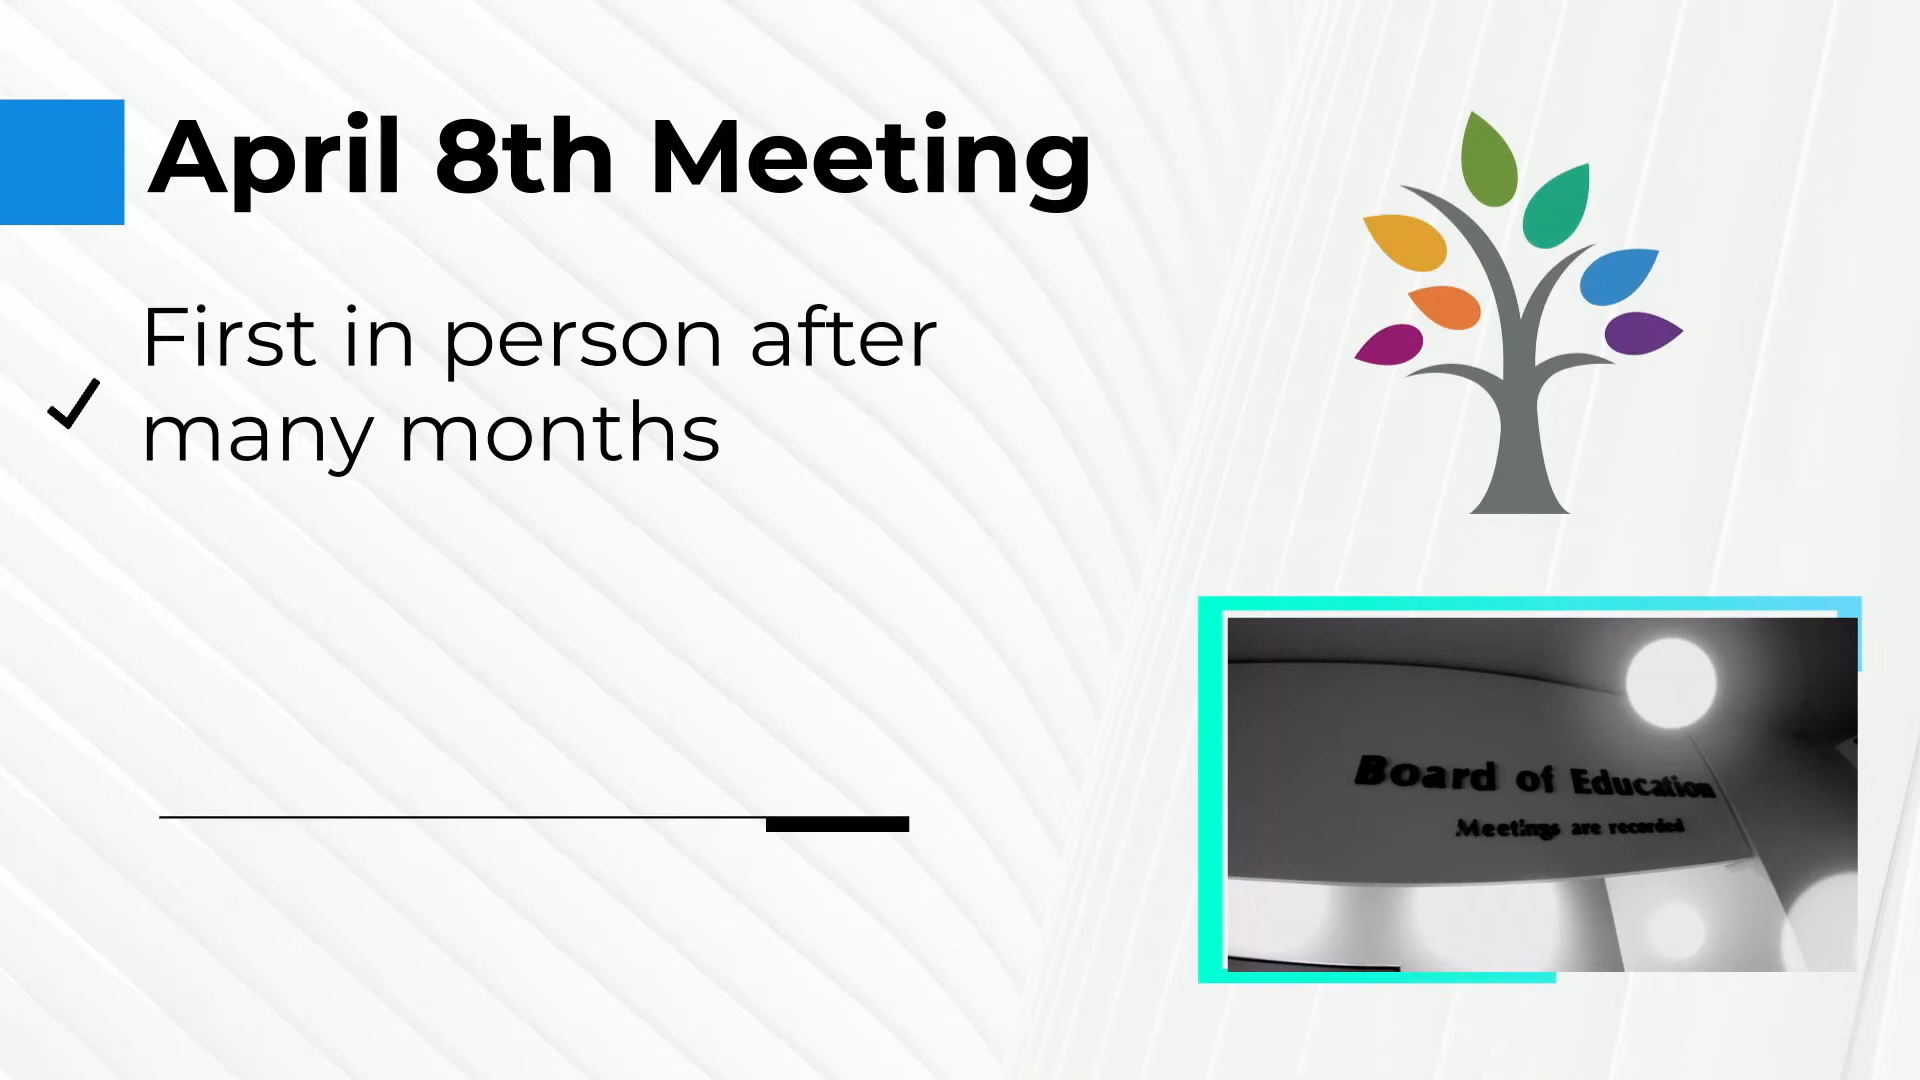 April 8th Meeting
First in person after
many months
Board of Education
Meetings are recorded